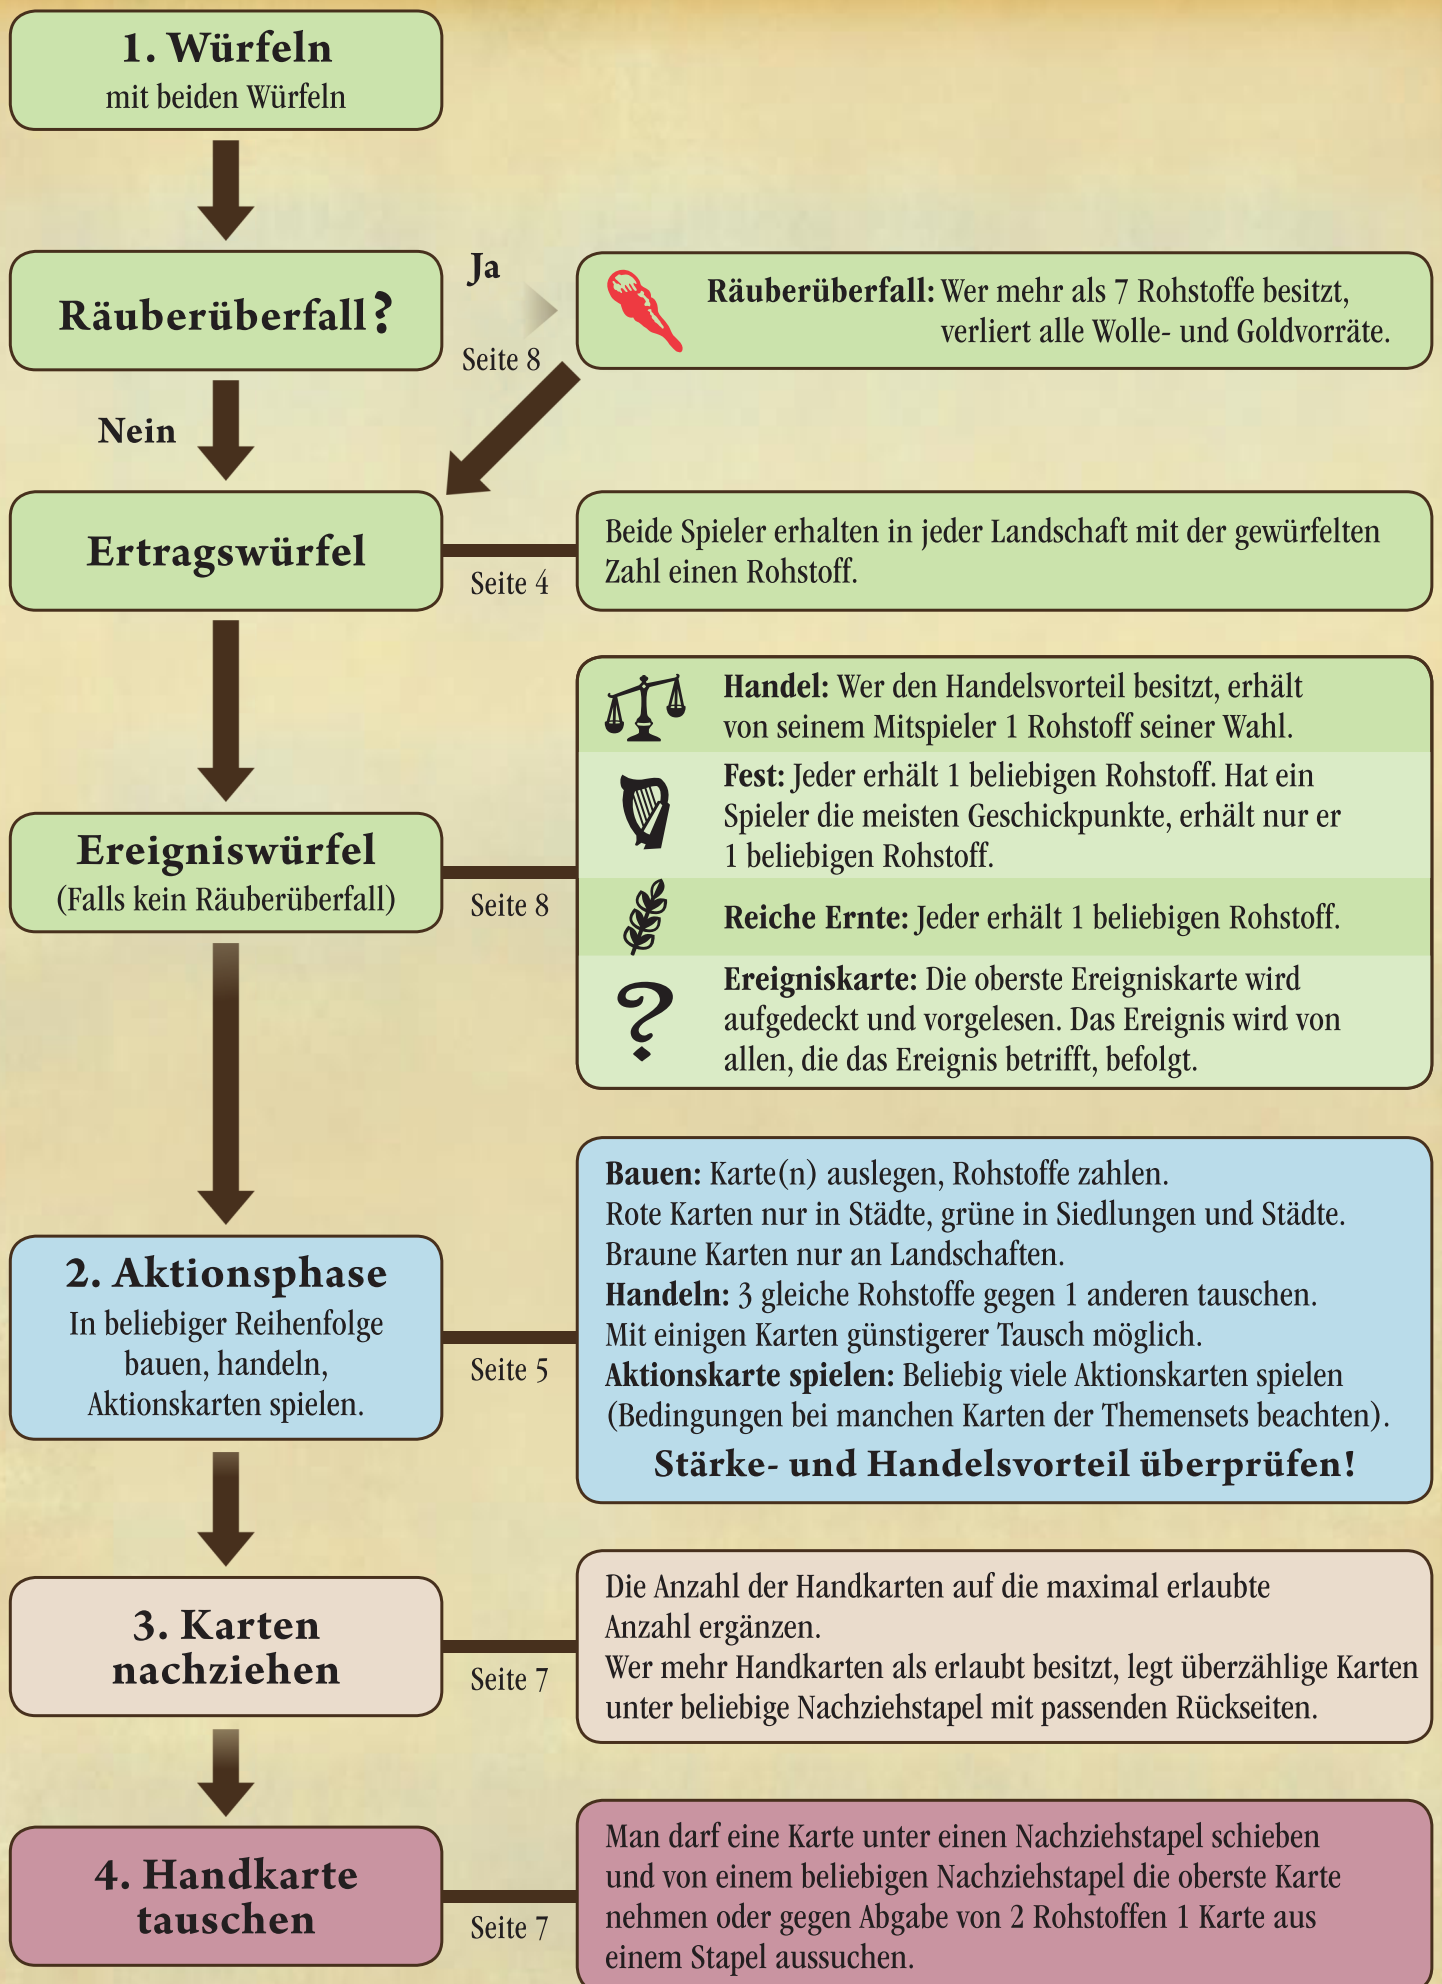 1. Würfeln
mit beiden Würfeln
Räuberüberfall?
Ja
Seite 8
Räuberüberfall: Wer mehr als 7 Rohstoffe besitzt,
verliert alle Wolle- und Goldvorräte.
Nein
Ertragswürfel
Seite 4
Beide Spieler erhalten in jeder Landschaft mit der gewürfelten
Zahl einen Rohstoff.
Ereigniswürfel
(Falls kein Räuberüberfall)
Seite 8
Handel: Wer den Handelsvorteil besitzt, erhält
von seinem Mitspieler 1 Rohstoff seiner Wahl.
Fest: Jeder erhält 1 beliebigen Rohstoff. Hat ein
Spieler die meisten Geschickpunkte, erhält nur er
1 beliebigen Rohstoff.
Reiche Ernte: Jeder erhält 1 beliebigen Rohstoff.
?
Ereigniskarte: Die oberste Ereigniskarte wird
aufgedeckt und vorgelesen. Das Ereignis wird von
allen, die das Ereignis betrifft, befolgt.
2. Aktionsphase
In beliebiger Reihenfolge
bauen, handeln,
Aktionskarten spielen.
Seite 5
Bauen: Karte(n) auslegen, Rohstoffe zahlen.
Rote Karten nur in Städte, grüne in Siedlungen und Städte.
Braune Karten nur an Landschaften.
Handeln: 3 gleiche Rohstoffe gegen 1 anderen tauschen.
Mit einigen Karten günstigerer Tausch möglich.
Aktionskarte spielen: Beliebig viele Aktionskarten spielen
(Bedingungen bei manchen Karten der Themensets beachten).
Stärke- und Handelsvorteil überprüfen!
3. Karten
nachziehen
Seite 7
Die Anzahl der Handkarten auf die maximal erlaubte
Anzahl ergänzen.
Wer mehr Handkarten als erlaubt besitzt, legt überzählige Karten
unter beliebige Nachziehstapel mit passenden Rückseiten.
4. Handkarte
tauschen
Seite 7
Man darf eine Karte unter einen Nachziehstapel schieben
und von einem beliebigen Nachziehstapel die oberste Karte
nehmen oder gegen Abgabe von 2 Rohstoffen 1 Karte aus
einem Stapel aussuchen.